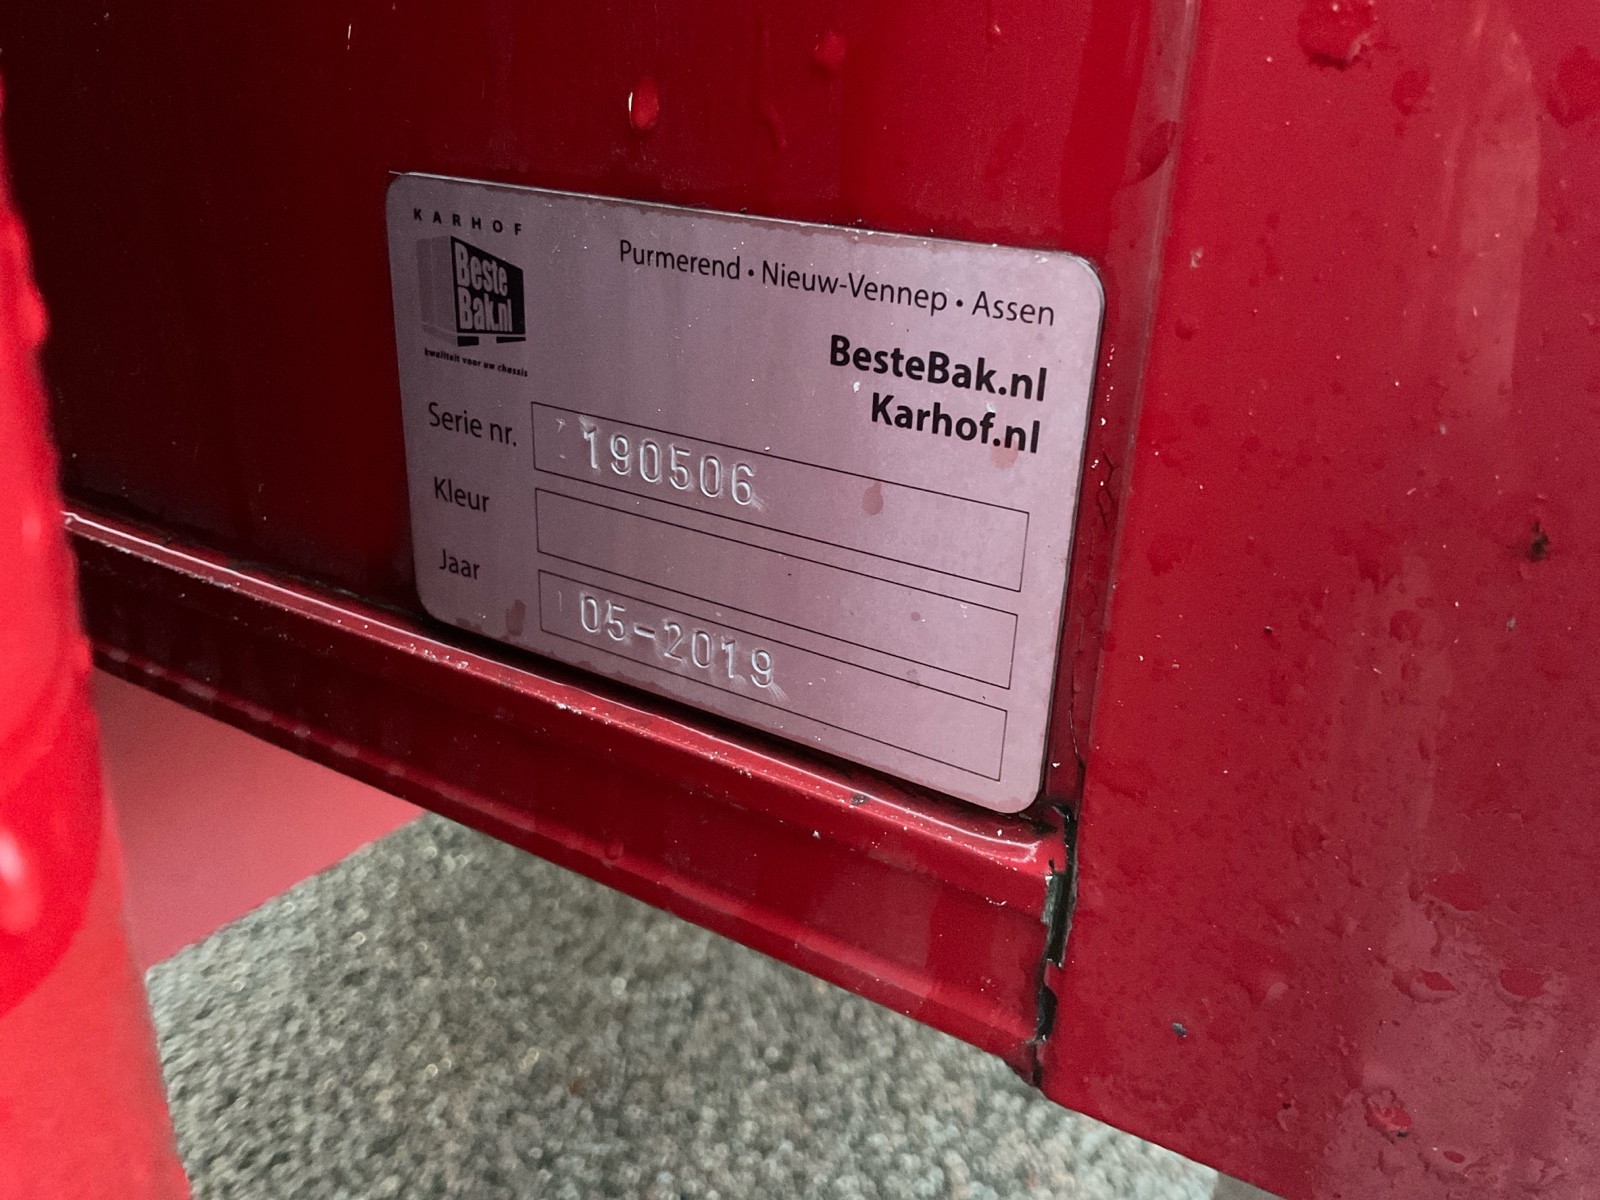 KARHOF
Beste
Bak.nl
kwaliteit voor uw chassis
Purmerend • Nieuw-Vennep • Assen
BesteBak.nl
Karhof.nl
Serie nr. 190506
Kleur
Jaar 05-2019